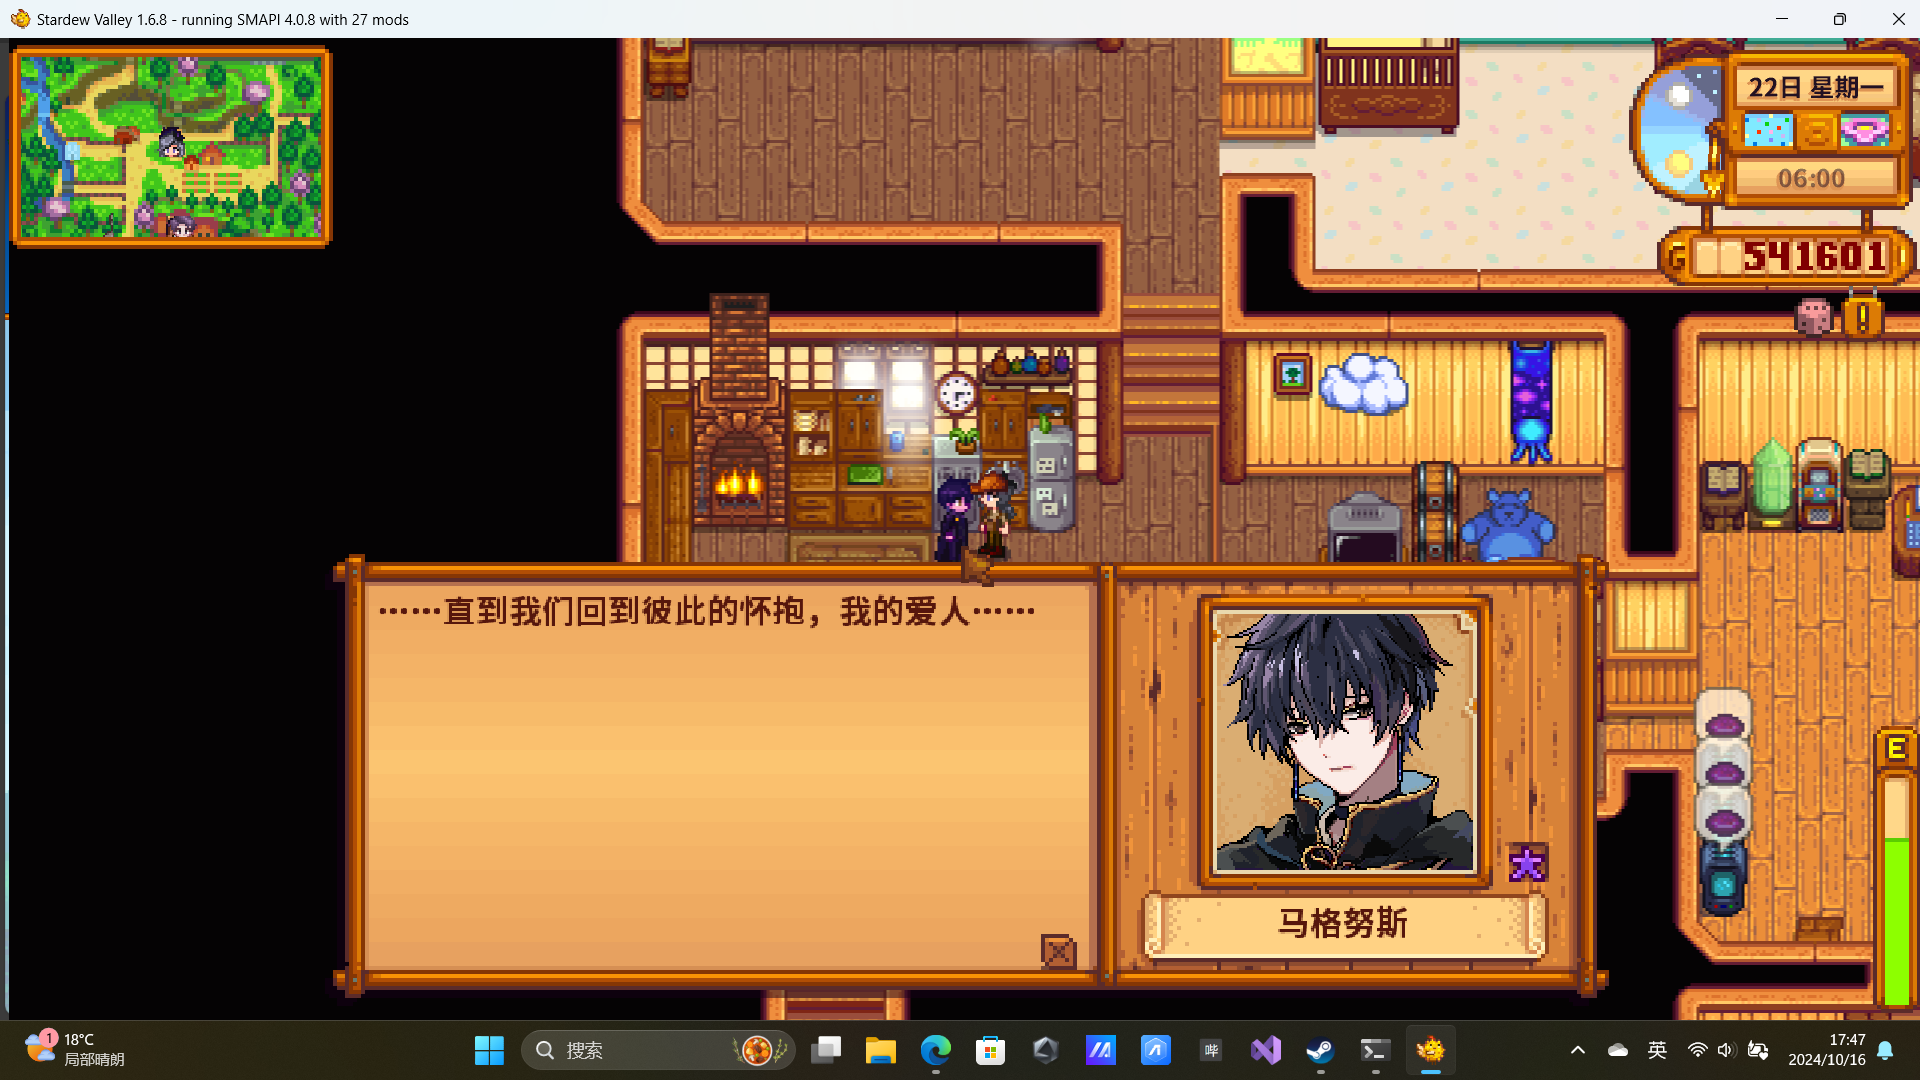 Stardew Valley 1.6.8 - running SMAPI 4.0.8 with 27 mods
22日 星期一
06:00
G 541601
……直到我们回到彼此的怀抱，我的爱人……
马格努斯
E
1
18°C
局部晴朗
搜索
哔
英
17:47
2024/10/16